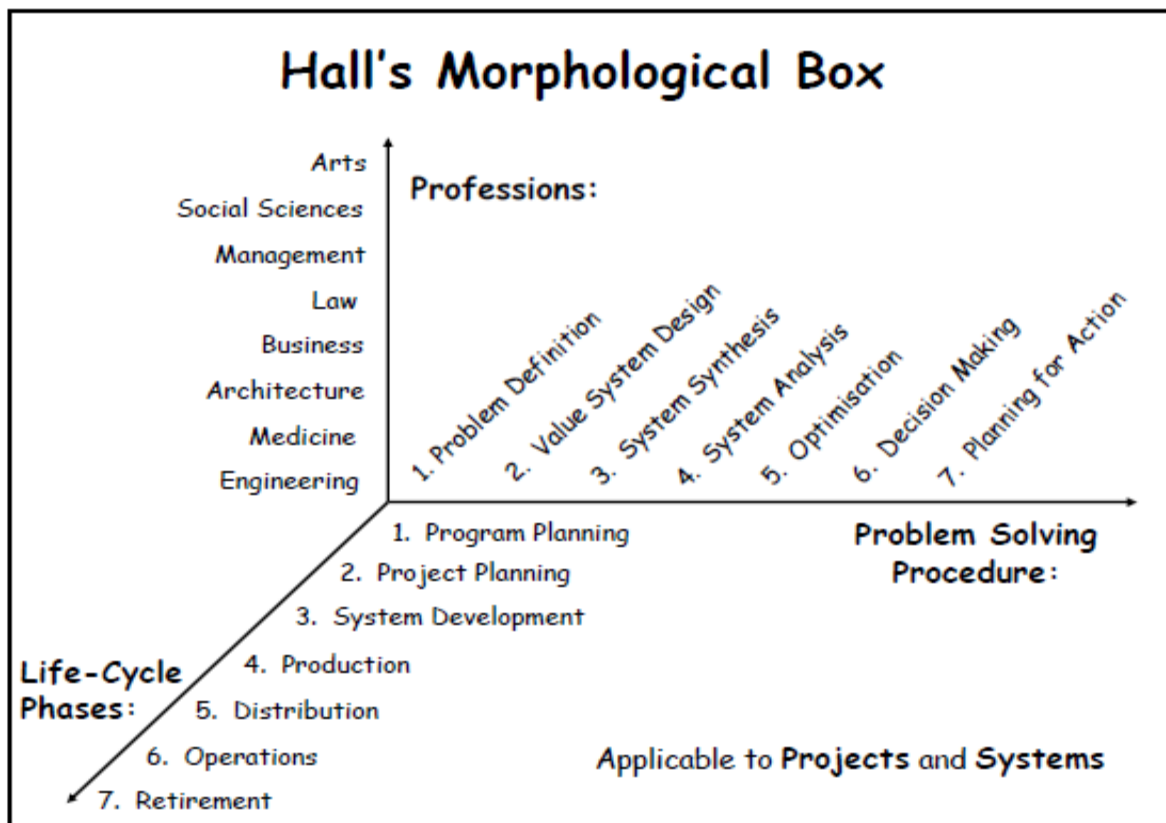 Hall's Morphological Box
Arts
Professions:
Social Sciences
Management
Law
Business
Architecture
Medicine
Engineering
1. Problem Definition
2. Value System Design
3. System Synthesis
4. System Analysis
5. Optimisation
6. Decision Making
7. Planning for Action
Problem Solving
Procedure:
1. Program Planning
2. Project Planning
3. System Development
4. Production
5. Distribution
6. Operations
7. Retirement
Life-Cycle
Phases:
Applicable to Projects and Systems